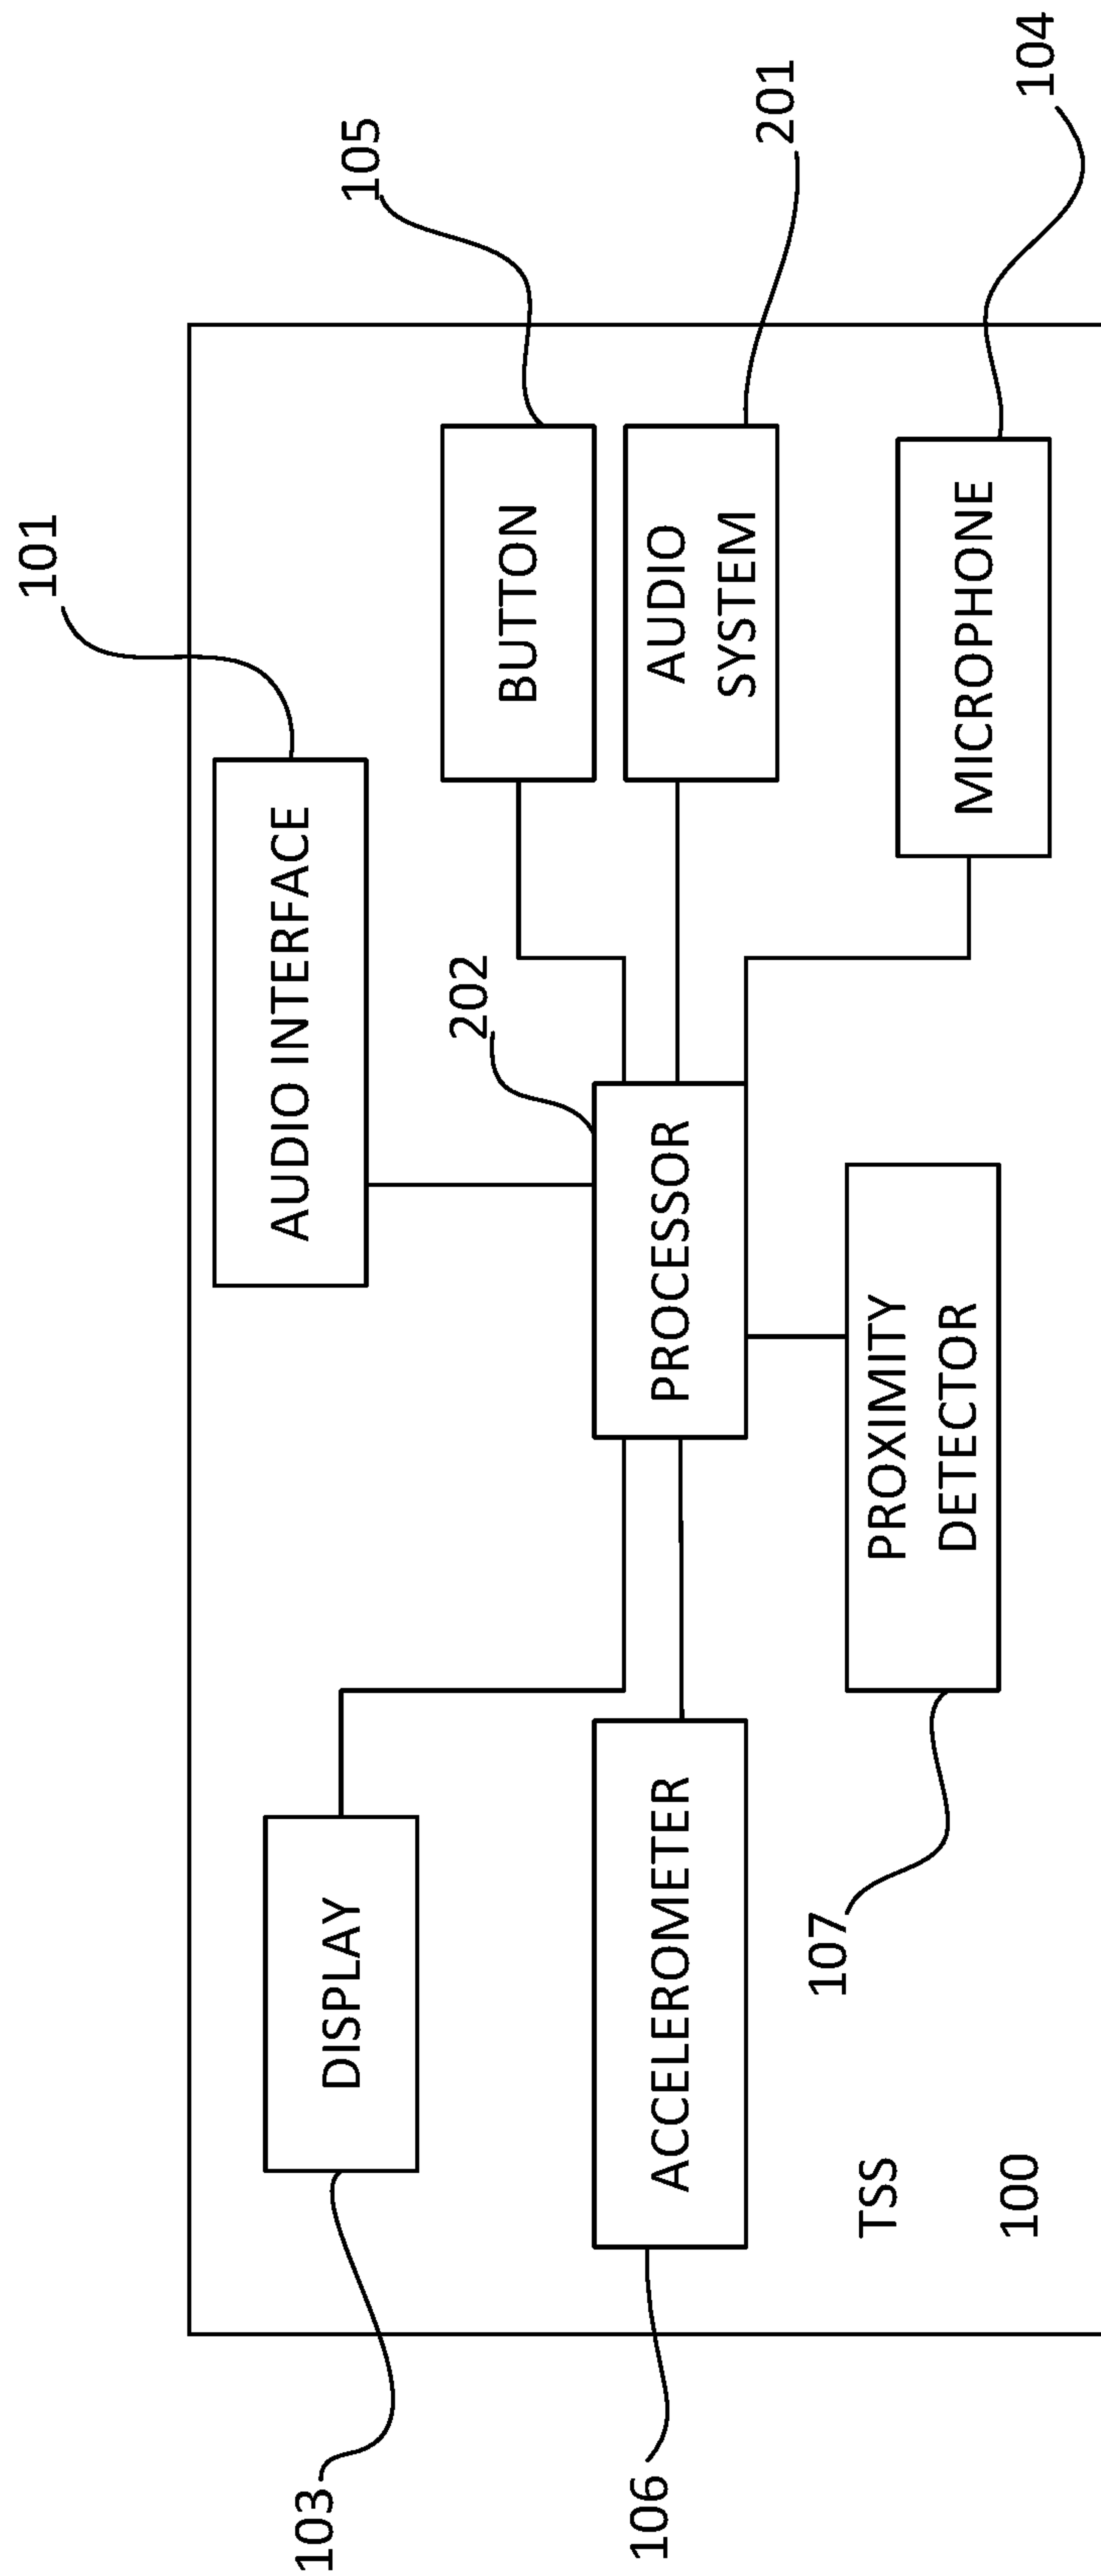 101
AUDIO INTERFACE
105
BUTTON
103
DISPLAY
202
PROCESSOR
201
AUDIO
SYSTEM
106
ACCELEROMETER
104
MICROPHONE
107
PROXIMITY
DETECTOR
TSS
100